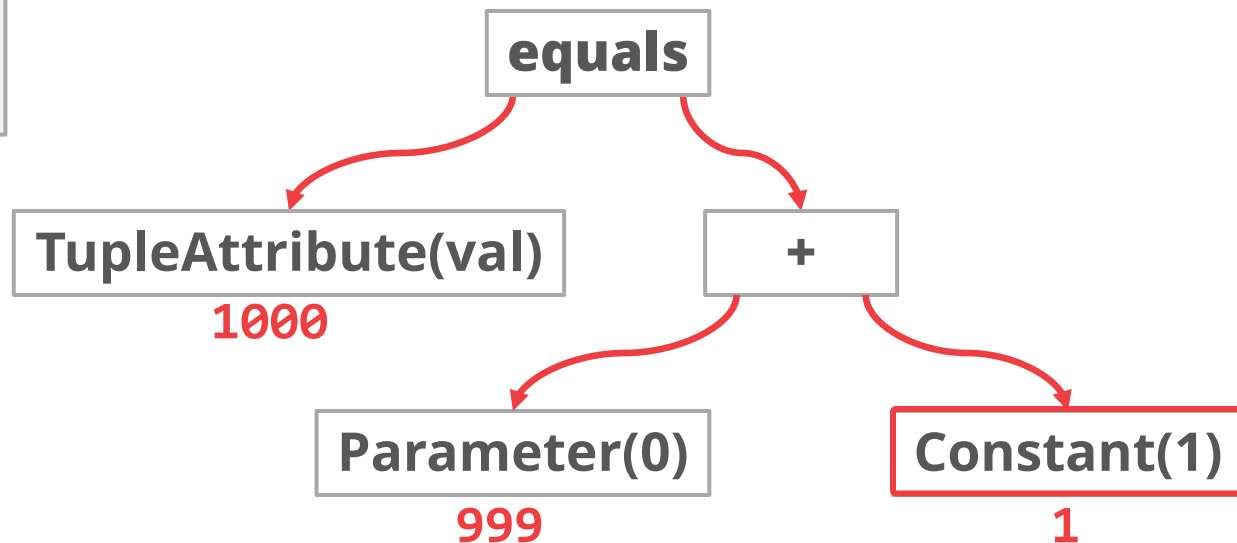 equals
TupleAttribute(val)
+
1000
Parameter(0)
Constant(1)
999
1